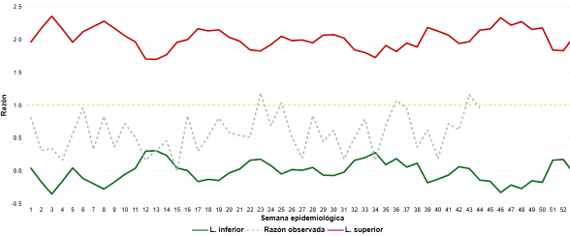 2.5
2.0
1.5
1.0
0.5
0.0
-0.5
Razón
1 2 3 4 5 6 7 8 9 10 11 12 13 14 15 16 17 18 19 20 21 22 23 24 25 26 27 28 29 30 31 32 33 34 35 36 37 38 39 40 41 42 43 44 45 46 47 48 49 50 51 52
Semana epidemiológica
L. inferior Razón observada L. superior